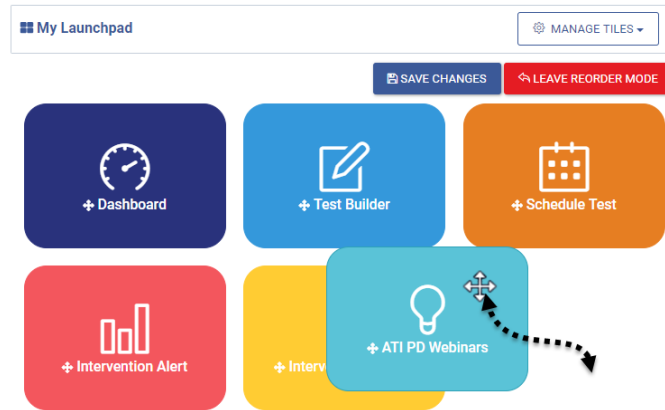 My Launchpad
MANAGE TILES
SAVE CHANGES
LEAVE REORDER MODE
Dashboard
Test Builder
Schedule Test
Intervention Alert
ATI PD Webinars